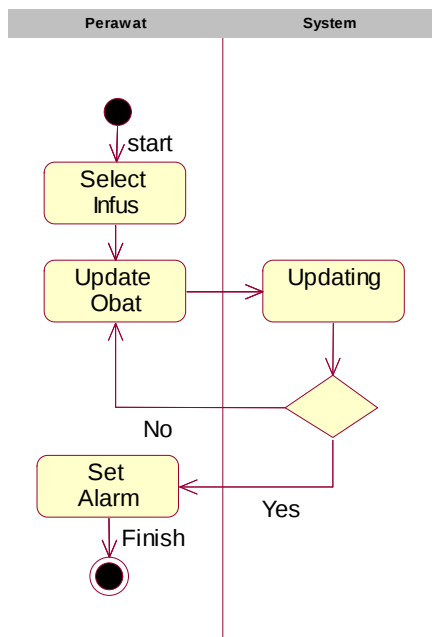 Perawat
System
start
Select
Infus
Update
Obat
Updating
No
Set
Alarm
Yes
Finish